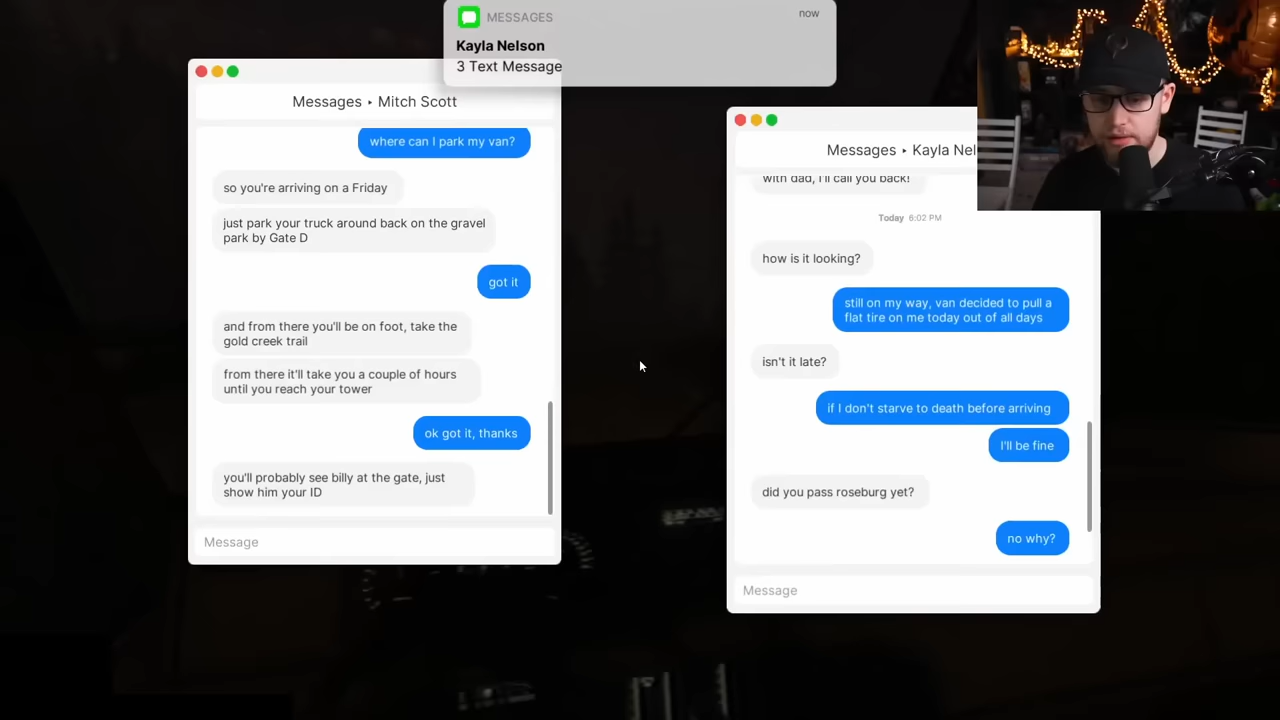 MESSAGES
now
Kayla Nelson
3 Text Message
Messages ▸ Mitch Scott
where can I park my van?
so you're arriving on a Friday
just park your truck around back on the gravel
park by Gate D
got it
and from there you'll be on foot, take the
gold creek trail
from there it'll take you a couple of hours
until you reach your tower
ok got it, thanks
you'll probably see billy at the gate, just
show him your ID
Message
Messages ▸ Kayla Nel
with dad, I'll call you back!
Today 6:02 PM
how is it looking?
still on my way, van decided to pull a
flat tire on me today out of all days
isn't it late?
if I don't starve to death before arriving
I'll be fine
did you pass roseburg yet?
no why?
Message